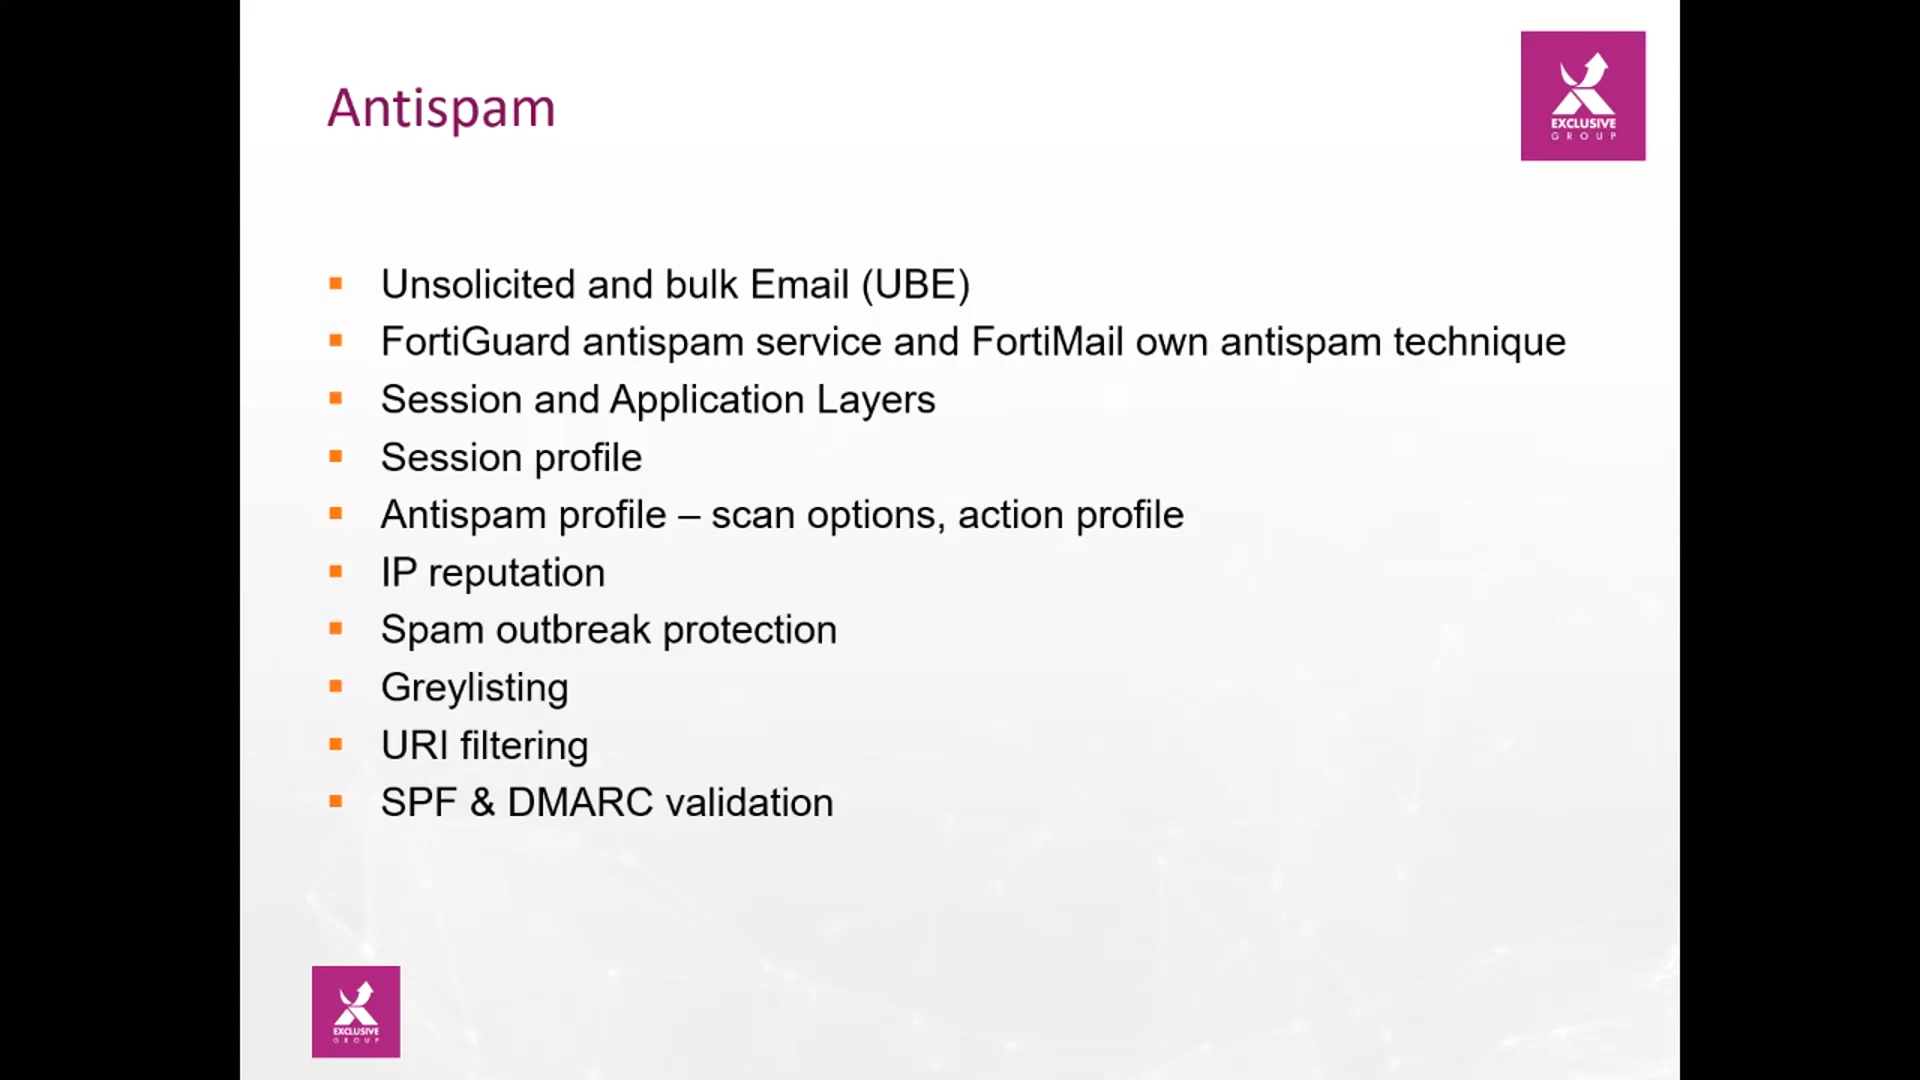 Antispam
EXCLUSIVE
GROUP
Unsolicited and bulk Email (UBE)
FortiGuard antispam service and FortiMail own antispam technique
Session and Application Layers
Session profile
Antispam profile – scan options, action profile
IP reputation
Spam outbreak protection
Greylisting
URI filtering
SPF & DMARC validation
EXCLUSIVE
GROUP